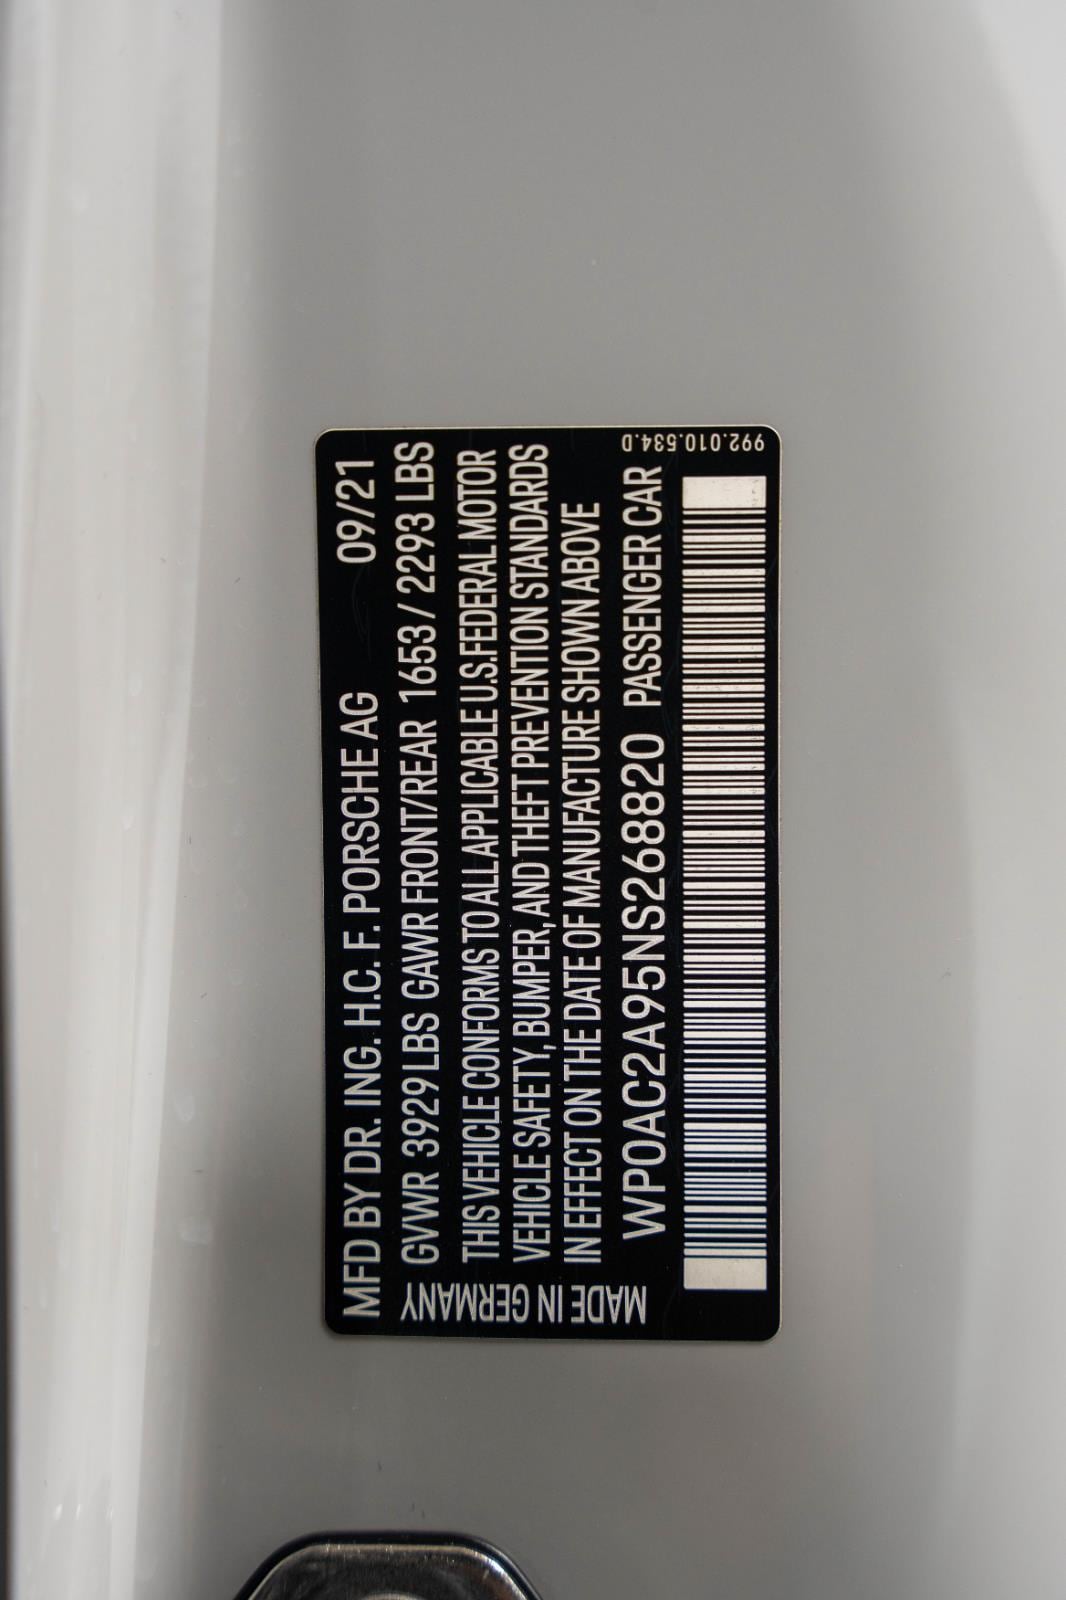 MFD BY DR. ING. H.C. F. PORSCHE AG 09/21
GVWR 3929 LBS GAWR FRONT/REAR 1653 / 2293 LBS
THIS VEHICLE CONFORMS TO ALL APPLICABLE U.S. FEDERAL MOTOR
VEHICLE SAFETY, BUMPER, AND THEFT PREVENTION STANDARDS
IN EFFECT ON THE DATE OF MANUFACTURE SHOWN ABOVE
WP0AC2A95NS268820 PASSENGER CAR
MADE IN GERMANY
992.010.534.D